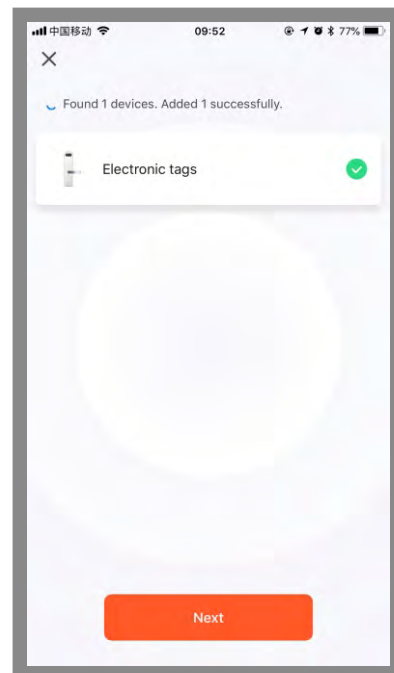 中国移动 09:52 77%
Found 1 devices. Added 1 successfully.
Electronic tags
Next